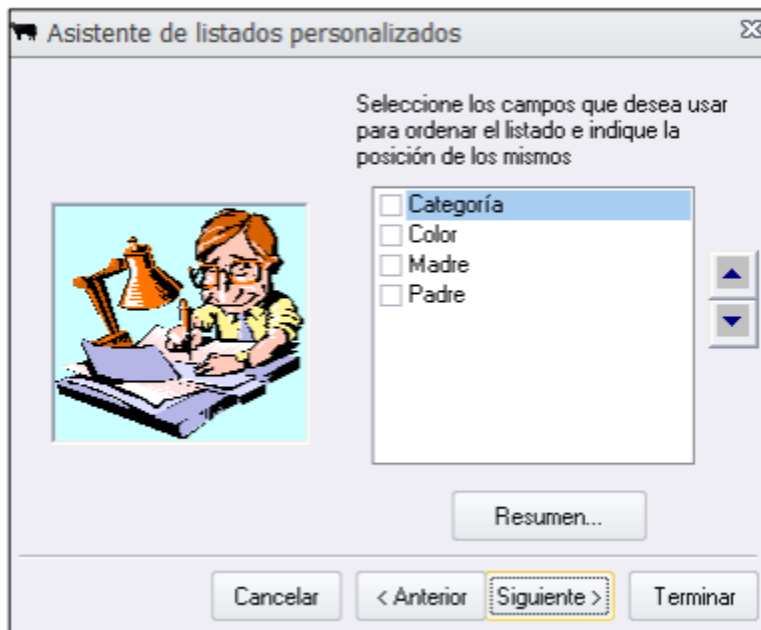 Asistente de listados personalizados
Seleccione los campos que desea usar
para ordenar el listado e indique la
posición de los mismos
Categoría
Color
Madre
Padre
Resumen...
Cancelar
< Anterior
Siguiente >
Terminar